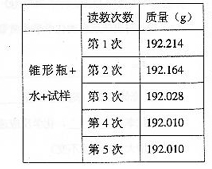 读数次数 质量（g）
锥形瓶+
水+试样
第 1 次 192.214
第 2 次 192.164
第 3 次 192.028
第 4 次 192.010
第 5 次 192.010